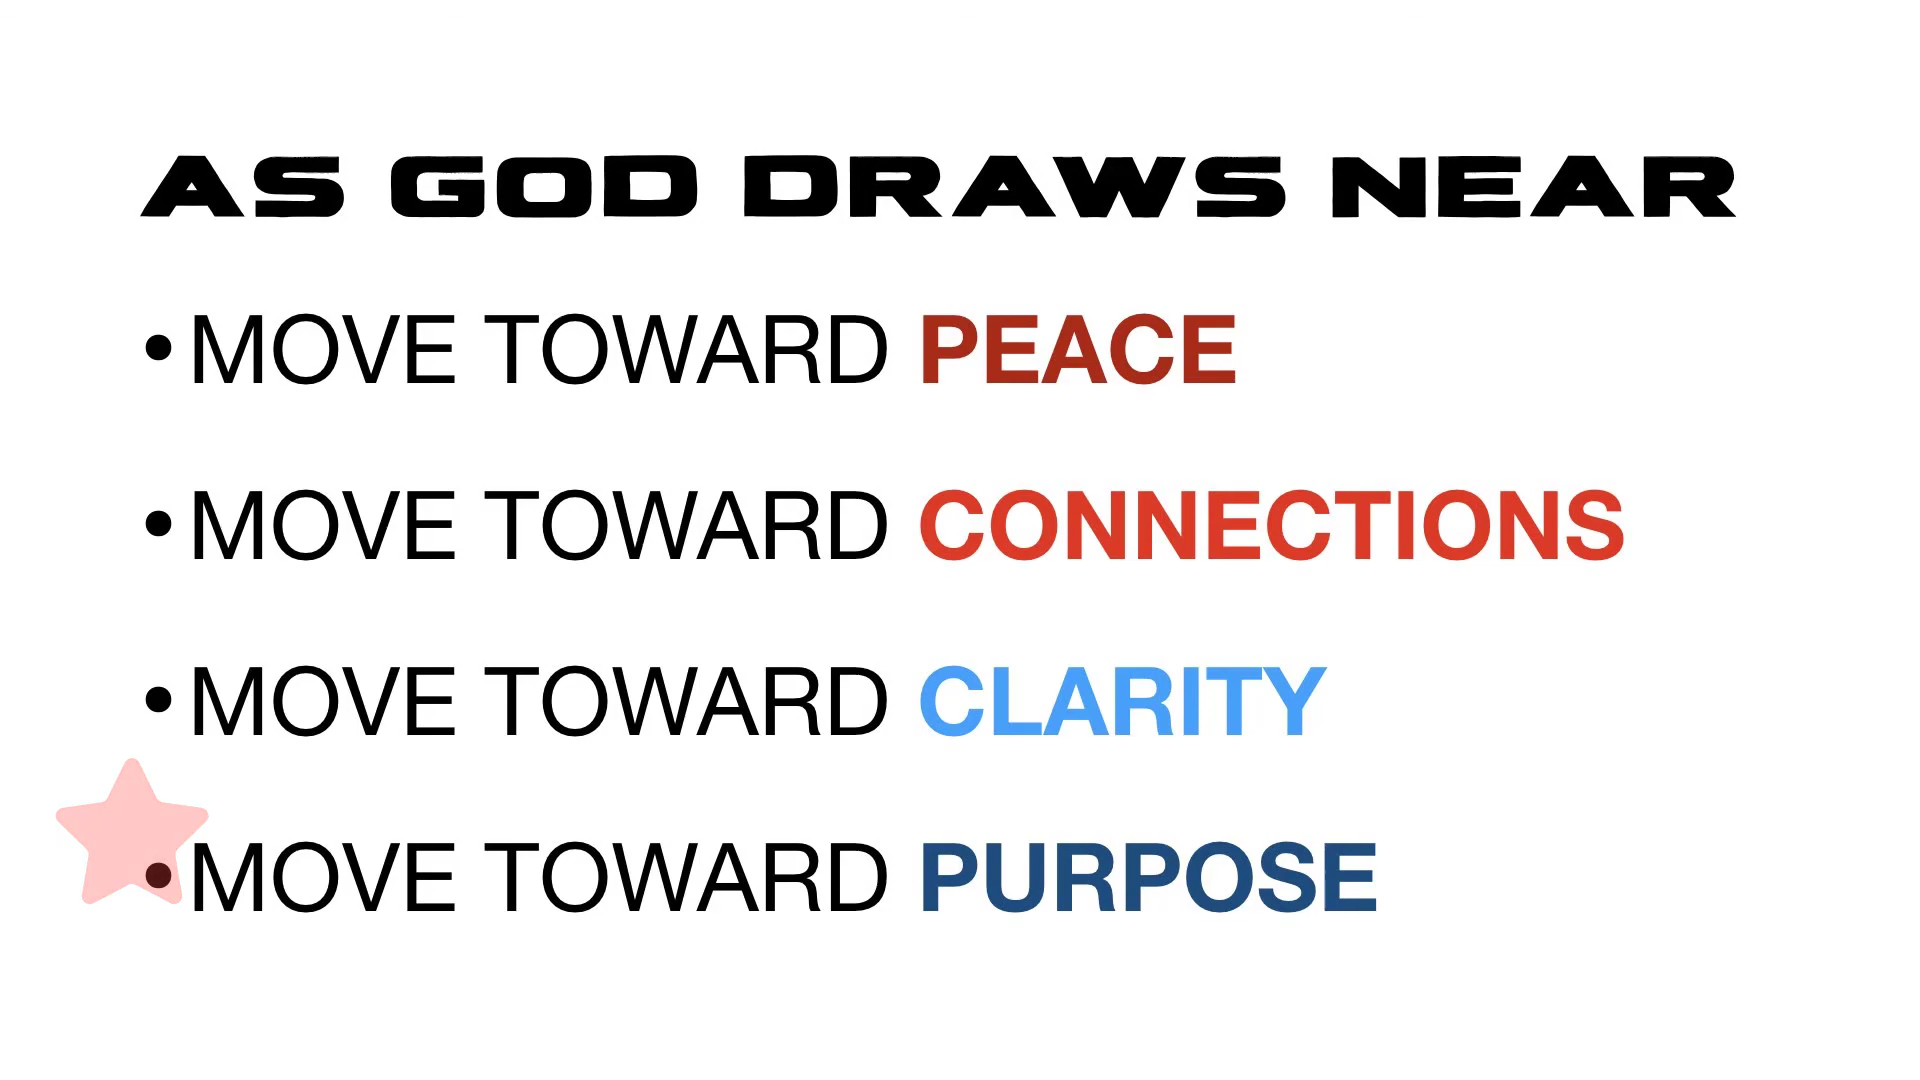 AS GOD DRAWS NEAR
• MOVE TOWARD PEACE
• MOVE TOWARD CONNECTIONS
• MOVE TOWARD CLARITY
• MOVE TOWARD PURPOSE